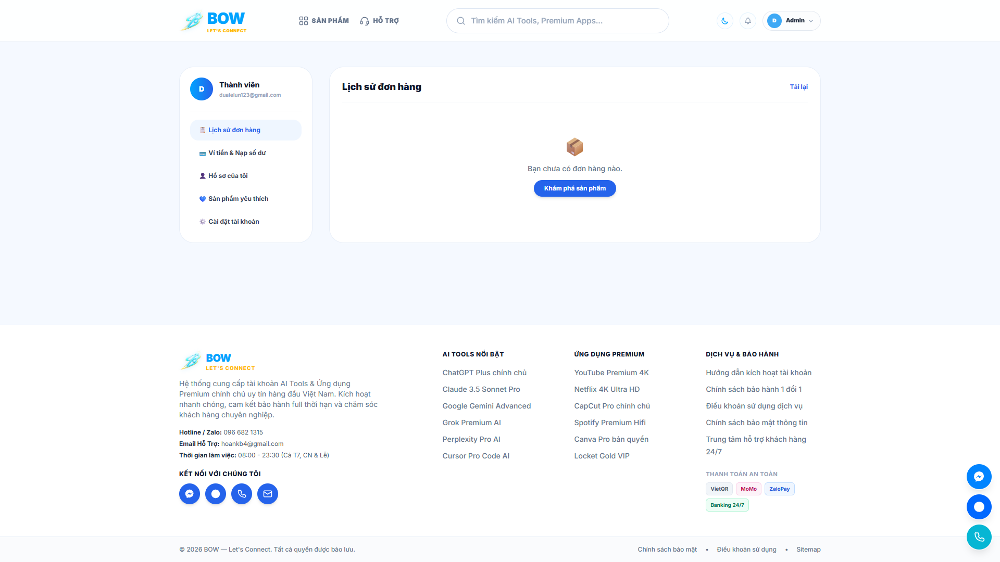 BOW
LET'S CONNECT
SẢN PHẨM
HỖ TRỢ
Tìm kiếm AI Tools, Premium Apps...
D
Admin
D
Thành viên
dualelun123@gmail.com
Lịch sử đơn hàng
Ví tiền & Nạp số dư
Hồ sơ của tôi
Sản phẩm yêu thích
Cài đặt tài khoản
Lịch sử đơn hàng
Tải lại
Bạn chưa có đơn hàng nào.
Khám phá sản phẩm
BOW
LET'S CONNECT
Hệ thống cung cấp tài khoản AI Tools & Ứng dụng
Premium chính chủ uy tín hàng đầu Việt Nam. Kích hoạt
nhanh chóng, cam kết bảo hành full thời hạn và chăm sóc
khách hàng chuyên nghiệp.
Hotline / Zalo: 096 682 1315
Email Hỗ Trợ: hoankb4@gmail.com
Thời gian làm việc: 08:00 - 23:30 (Cả T7, CN & Lễ)
KẾT NỐI VỚI CHÚNG TÔI
AI TOOLS NỔI BẬT
ChatGPT Plus chính chủ
Claude 3.5 Sonnet Pro
Google Gemini Advanced
Grok Premium AI
Perplexity Pro AI
Cursor Pro Code AI
ỨNG DỤNG PREMIUM
YouTube Premium 4K
Netflix 4K Ultra HD
CapCut Pro chính chủ
Spotify Premium Hifi
Canva Pro bản quyền
Locket Gold VIP
DỊCH VỤ & BẢO HÀNH
Hướng dẫn kích hoạt tài khoản
Chính sách bảo hành 1 đổi 1
Điều khoản sử dụng dịch vụ
Chính sách bảo mật thông tin
Trung tâm hỗ trợ khách hàng
24/7
THANH TOÁN AN TOÀN
VietQR
MoMo
ZaloPay
Banking 24/7
© 2026 BOW — Let's Connect. Tất cả quyền được bảo lưu.
Chính sách bảo mật • Điều khoản sử dụng • Sitemap